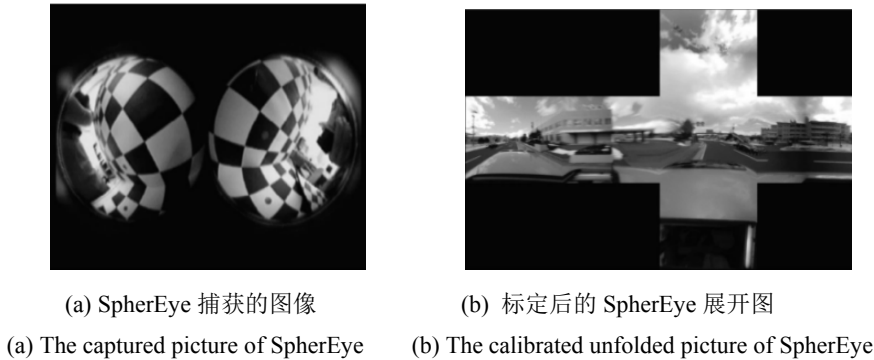 (a) SpherEye 捕获的图像
(b) 标定后的 SpherEye 展开图
(a) The captured picture of SpherEye
(b) The calibrated unfolded picture of SpherEye